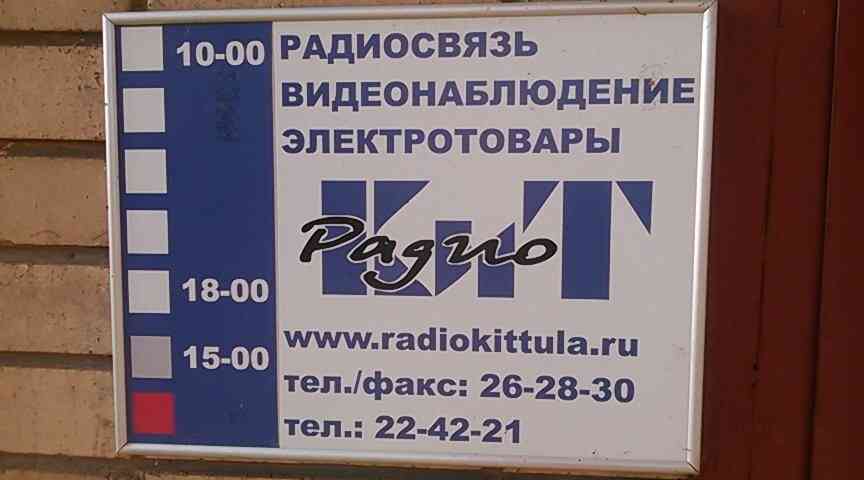 10-00
РАДИОСВЯЗЬ
ВИДЕОНАБЛЮДЕНИЕ
ЭЛЕКТРОТОВАРЫ
КиТ
Радио
18-00
www.radiokittula.ru
15-00
тел./факс: 26-28-30
тел.: 22-42-21